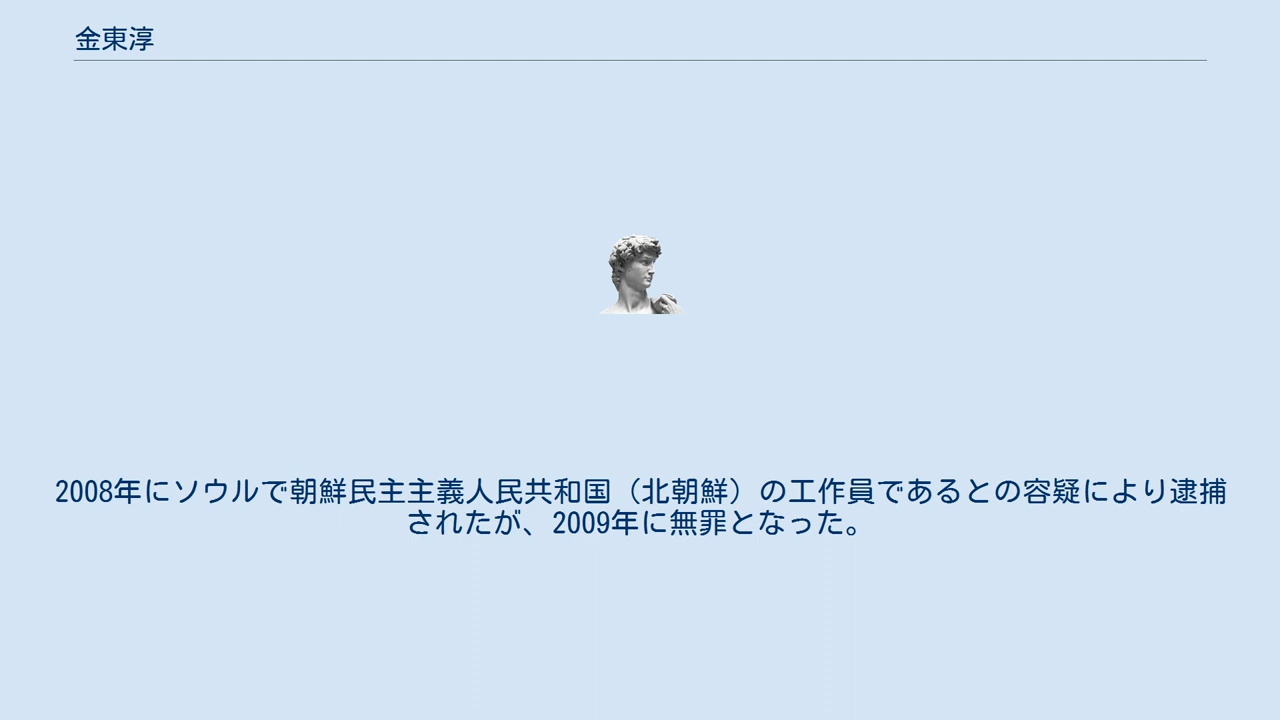 金東淳
2008年にソウルで朝鮮民主主義人民共和国（北朝鮮）の工作員であるとの容疑により逮捕
されたが、2009年に無罪となった。